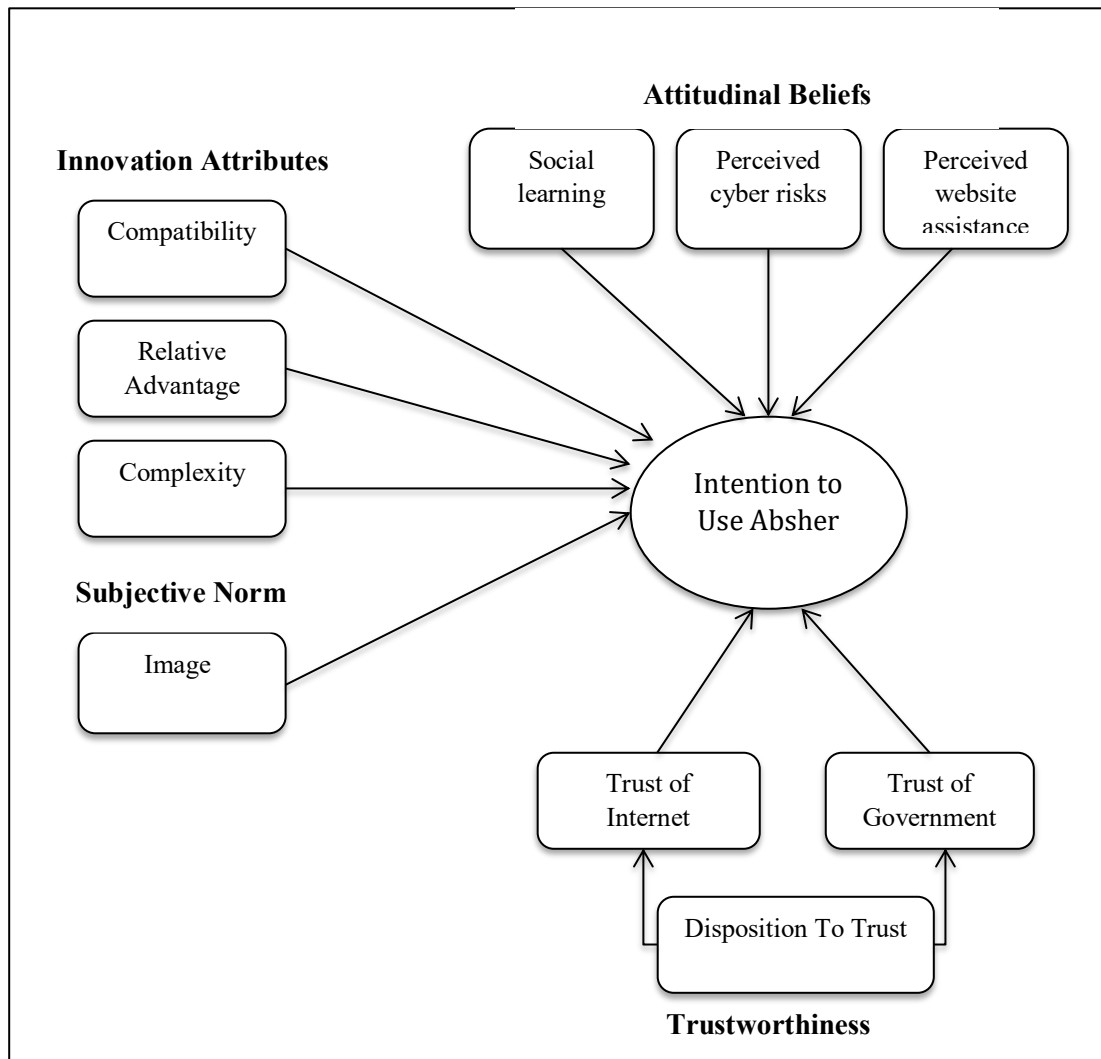 Attitudinal Beliefs
Social
learning
Perceived
cyber risks
Perceived
website
assistance
Innovation Attributes
Compatibility
Relative
Advantage
Complexity
Subjective Norm
Image
Intention to
Use Absher
Trust of
Internet
Trust of
Government
Disposition To Trust
Trustworthiness